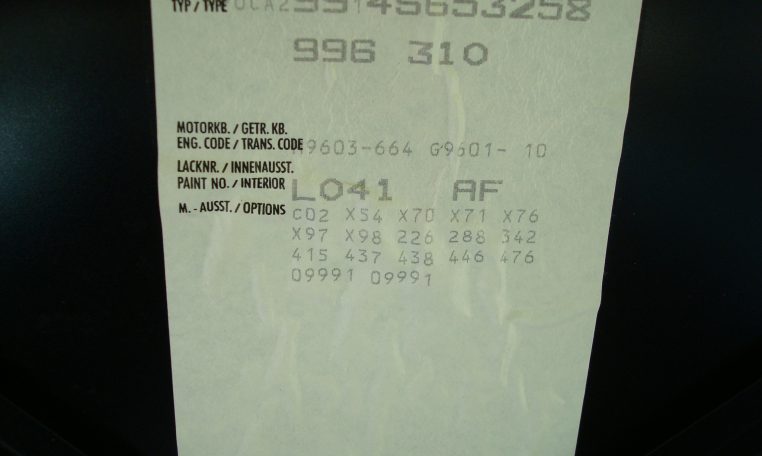 TYP / TYPE 0CA2 99145653258
996 310
MOTORKB. / GETR. KB.
ENG. CODE / TRANS. CODE 9603-664 G9601- 10
LACKNR. / INNENAUSST.
PAINT NO. / INTERIOR L041 AF
M. - AUSST. / OPTIONS C02 X54 X70 X71 X76
X97 X98 226 288 342
415 437 438 446 476
09991 09991